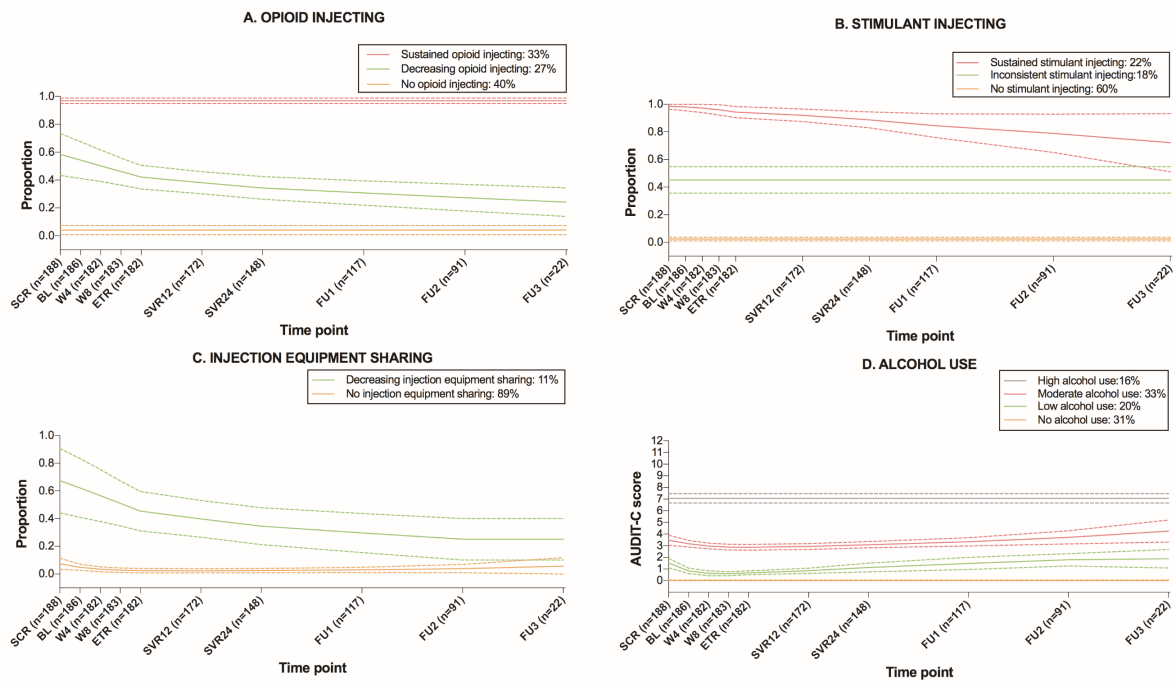 A. OPIOID INJECTING
Sustained opioid injecting: 33%
Decreasing opioid injecting: 27%
No opioid injecting: 40%
Proportion
1.0
0.8
0.6
0.4
0.2
0.0
SCR (n=188)
BL (n=186)
W4 (n=182)
W8 (n=183)
ETR (n=182)
SVR12 (n=172)
SVR24 (n=148)
FU1 (n=117)
FU2 (n=91)
FU3 (n=22)
Time point
B. STIMULANT INJECTING
Sustained stimulant injecting: 22%
Inconsistent stimulant injecting:18%
No stimulant injecting: 60%
Proportion
1.0
0.8
0.6
0.4
0.2
0.0
SCR (n=188)
BL (n=186)
W4 (n=182)
W8 (n=183)
ETR (n=182)
SVR12 (n=172)
SVR24 (n=148)
FU1 (n=117)
FU2 (n=91)
FU3 (n=22)
Time point
C. INJECTION EQUIPMENT SHARING
Decreasing injection equipment sharing: 11%
No injection equipment sharing: 89%
Proportion
1.0
0.8
0.6
0.4
0.2
0.0
SCR (n=188)
BL (n=186)
W4 (n=182)
W8 (n=183)
ETR (n=182)
SVR12 (n=172)
SVR24 (n=148)
FU1 (n=117)
FU2 (n=91)
FU3 (n=22)
Time point
D. ALCOHOL USE
High alcohol use:16%
Moderate alcohol use: 33%
Low alcohol use: 20%
No alcohol use: 31%
AUDIT-C score
12
11
10
9
8
7
6
5
4
3
2
1
0
SCR (n=188)
BL (n=186)
W4 (n=182)
W8 (n=183)
ETR (n=182)
SVR12 (n=172)
SVR24 (n=148)
FU1 (n=117)
FU2 (n=91)
FU3 (n=22)
Time point